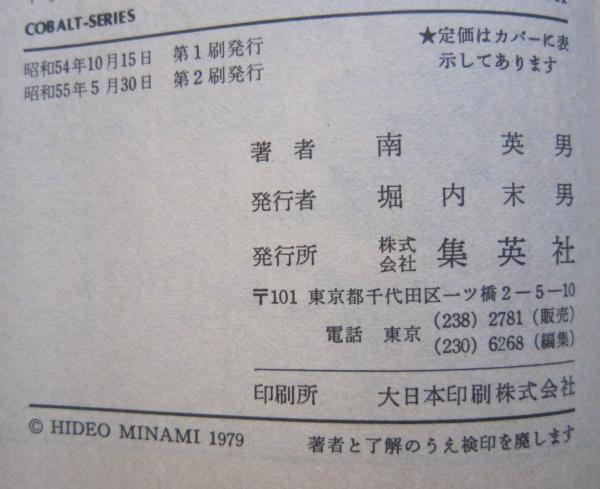 COBALT-SERIES
昭和54年10月15日 第1刷発行
昭和55年5月30日 第2刷発行
★定価はカバーに表
示してあります
著者 南英男
発行者 堀内末男
発行所 株式会社 集英社
〒101 東京都千代田区一ツ橋2-5-10
電話 東京 (238) 2781 (販売)
(230) 6268 (編集)
印刷所 大日本印刷株式会社
© HIDEO MINAMI 1979
著者と了解のうえ検印を廃します